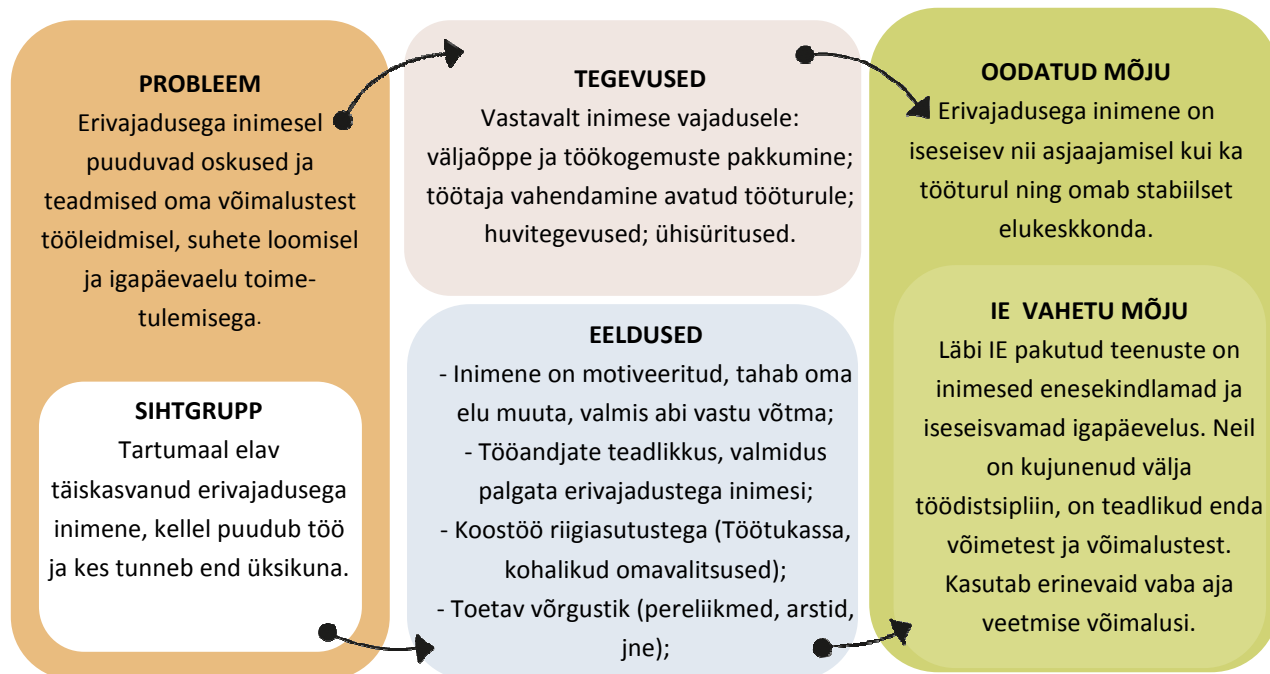 PROBLEEM
Erivajadusega inimesel
puuduvad oskused ja
teadmised oma võimalustest
tööleidmisel, suhete loomisel
ja igapäevaelu toime-
tulemisega.
SIHTGRUPP
Tartumaal elav
täiskasvanud erivajadusega
inimene, kellel puudub töö
ja kes tunneb end üksikuna.
TEGEVUSED
Vastavalt inimese vajadusele:
väljaõppe ja töökogemuste pakkumine;
töötaja vahendamine avatud tööturule;
huvitegevused; ühisüritused.
EELDUSED
- Inimene on motiveeritud, tahab oma
elu muuta, valmis abi vastu võtma;
- Tööandjate teadlikkus, valmidus
palgata erivajadustega inimesi;
- Koostöö riigiasutustega (Töötukassa,
kohalikud omavalitsused);
- Toetav võrgustik (pereliikmed, arstid,
jne);
OODATUD MÕJU
Erivajadusega inimene on
iseseisev nii asjaajamisel kui ka
tööturul ning omab stabiilset
elukeskkonda.
IE VAHETU MÕJU
Läbi IE pakutud teenuste on
inimesed enesekindlamad ja
iseseisvamad igapäevelus. Neil
on kujunenud välja
töödistsipliin, on teadlikud enda
võimetest ja võimalustest.
Kasutab erinevaid vaba aja
veetmise võimalusi.